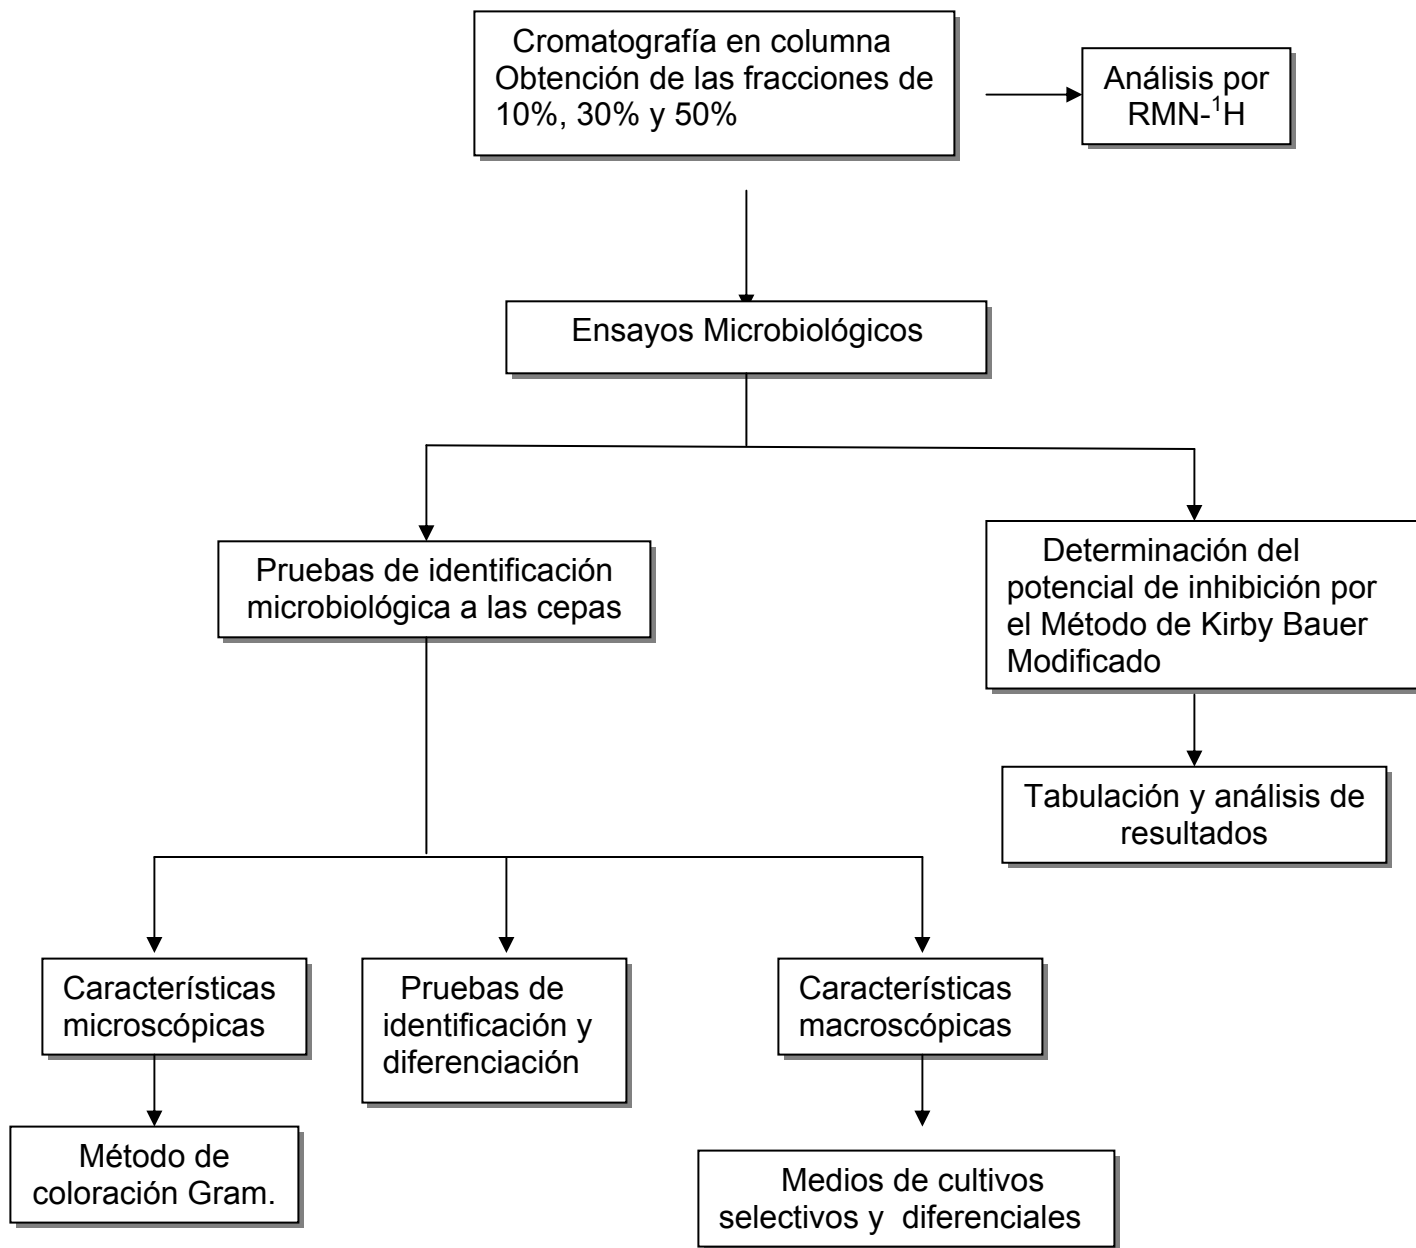 Cromatografía en columna
Obtención de las fracciones de
10%, 30% y 50%
Análisis por
RMN-¹H
Ensayos Microbiológicos
Pruebas de identificación
microbiológica a las cepas
Determinación del
potencial de inhibición por
el Método de Kirby Bauer
Modificado
Tabulación y análisis de
resultados
Características
microscópicas
Pruebas de
identificación y
diferenciación
Características
macroscópicas
Método de
coloración Gram.
Medios de cultivos
selectivos y  diferenciales